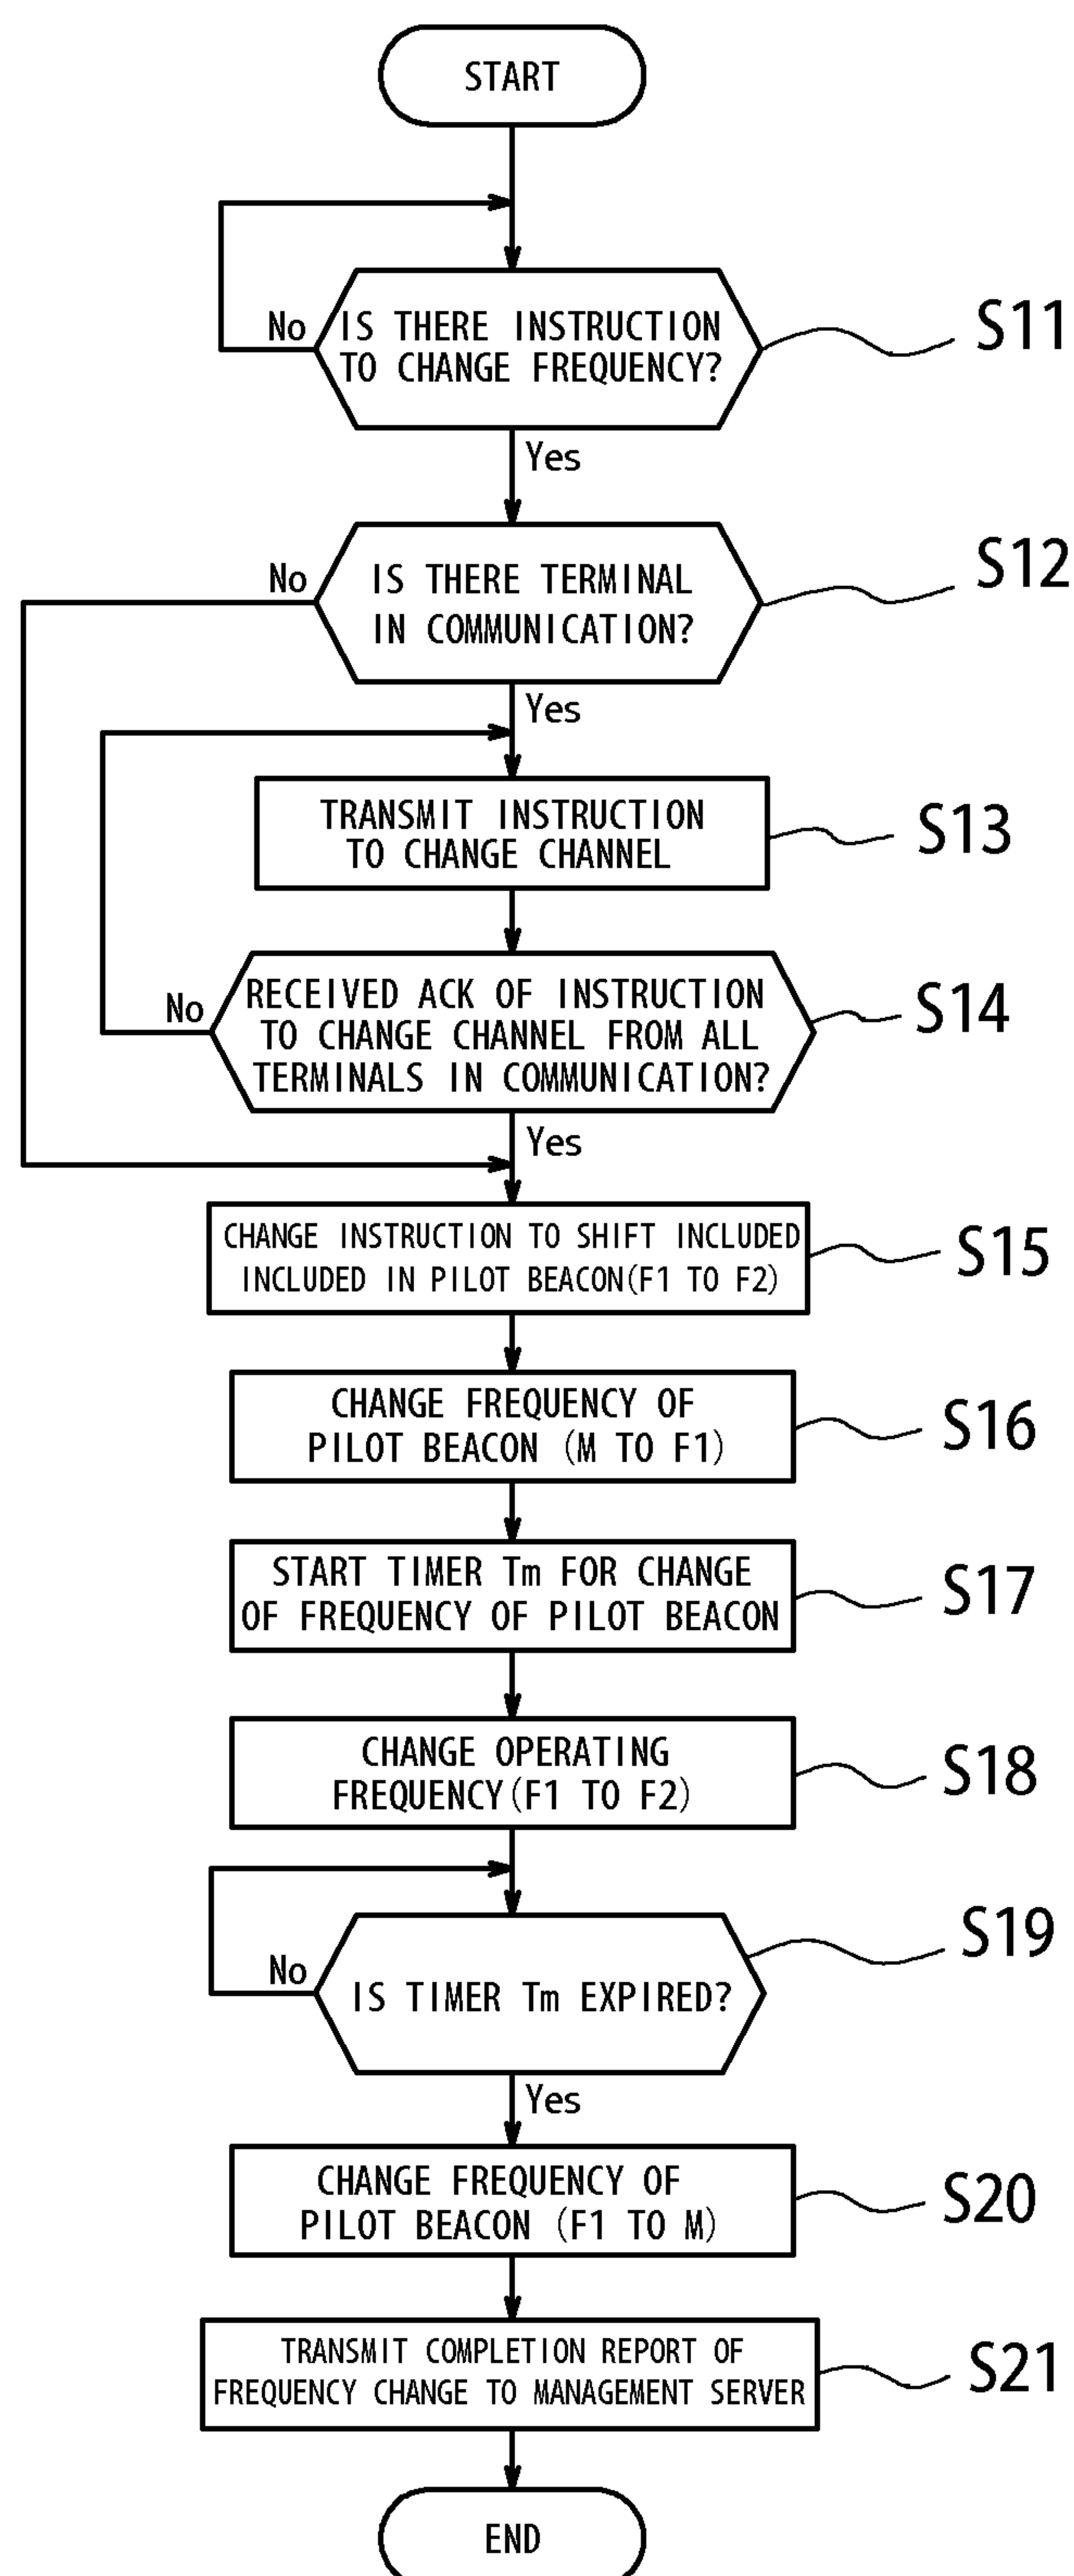 START
No
IS THERE INSTRUCTION
TO CHANGE FREQUENCY?
S11
Yes
No
IS THERE TERMINAL
IN COMMUNICATION?
S12
Yes
TRANSMIT INSTRUCTION
TO CHANGE CHANNEL
S13
No
RECEIVED ACK OF INSTRUCTION
TO CHANGE CHANNEL FROM ALL
TERMINALS IN COMMUNICATION?
S14
Yes
CHANGE INSTRUCTION TO SHIFT INCLUDED
INCLUDED IN PILOT BEACON(F1 TO F2)
S15
CHANGE FREQUENCY OF
PILOT BEACON (M TO F1)
S16
START TIMER Tm FOR CHANGE
OF FREQUENCY OF PILOT BEACON
S17
CHANGE OPERATING
FREQUENCY(F1 TO F2)
S18
No
IS TIMER Tm EXPIRED?
S19
Yes
CHANGE FREQUENCY OF
PILOT BEACON (F1 TO M)
S20
TRANSMIT COMPLETION REPORT OF
FREQUENCY CHANGE TO MANAGEMENT SERVER
S21
END